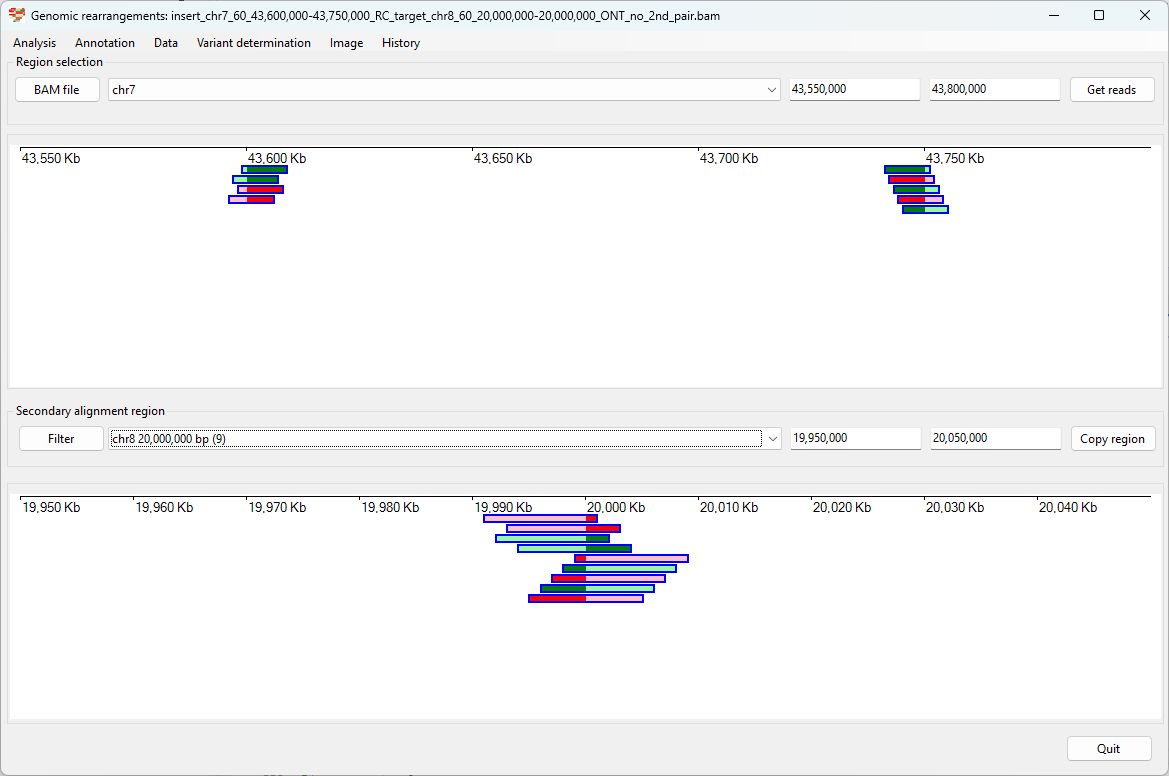 Genomic rearrangements: insert_chr7_60_43,600,000-43,750,000_RC_target_chr8_60_20,000,000-20,000,000_ONT_no_2nd_pair.bam
Analysis Annotation Data Variant determination Image History
Region selection
BAM file chr7 43,550,000 43,800,000 Get reads
43,550 Kb 43,600 Kb 43,650 Kb 43,700 Kb 43,750 Kb
Secondary alignment region
Filter chr8 20,000,000 bp (9) 19,950,000 20,050,000 Copy region
19,950 Kb 19,960 Kb 19,970 Kb 19,980 Kb 19,990 Kb 20,000 Kb 20,010 Kb 20,020 Kb 20,030 Kb 20,040 Kb
Quit